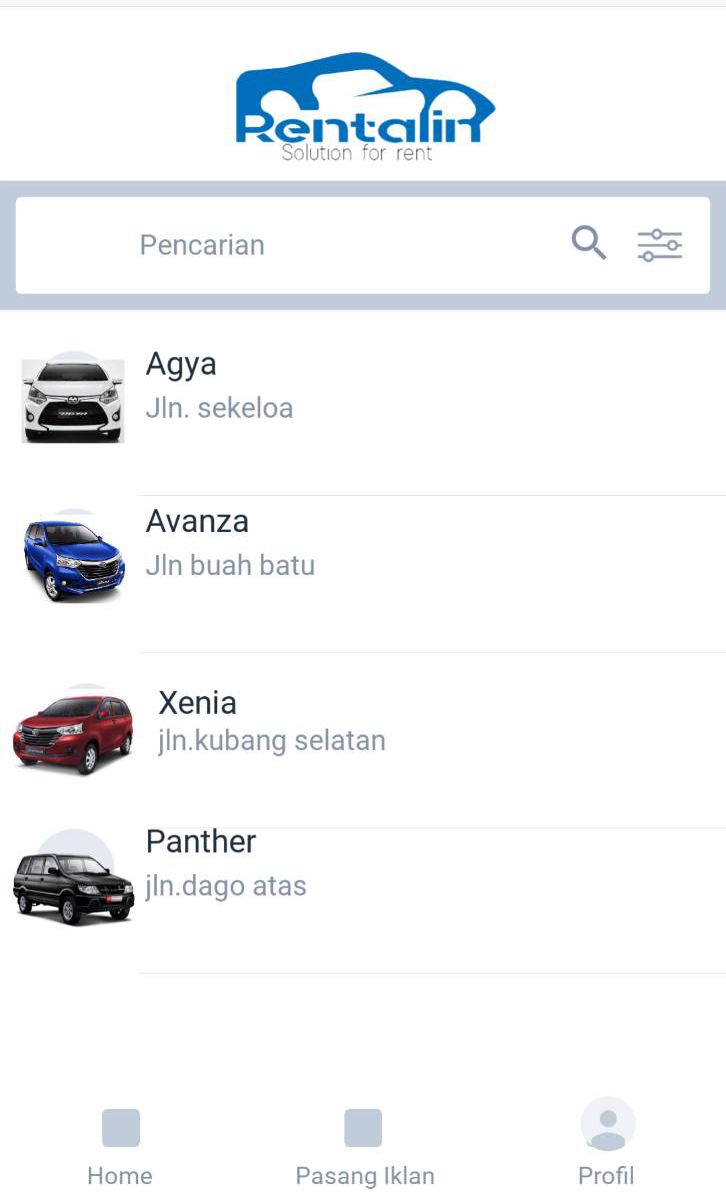 Rentalin
Solution for rent
Pencarian
Agya
Jln. sekeloa
Avanza
Jln buah batu
Xenia
jln.kubang selatan
Panther
jln.dago atas
Home
Pasang Iklan
Profil